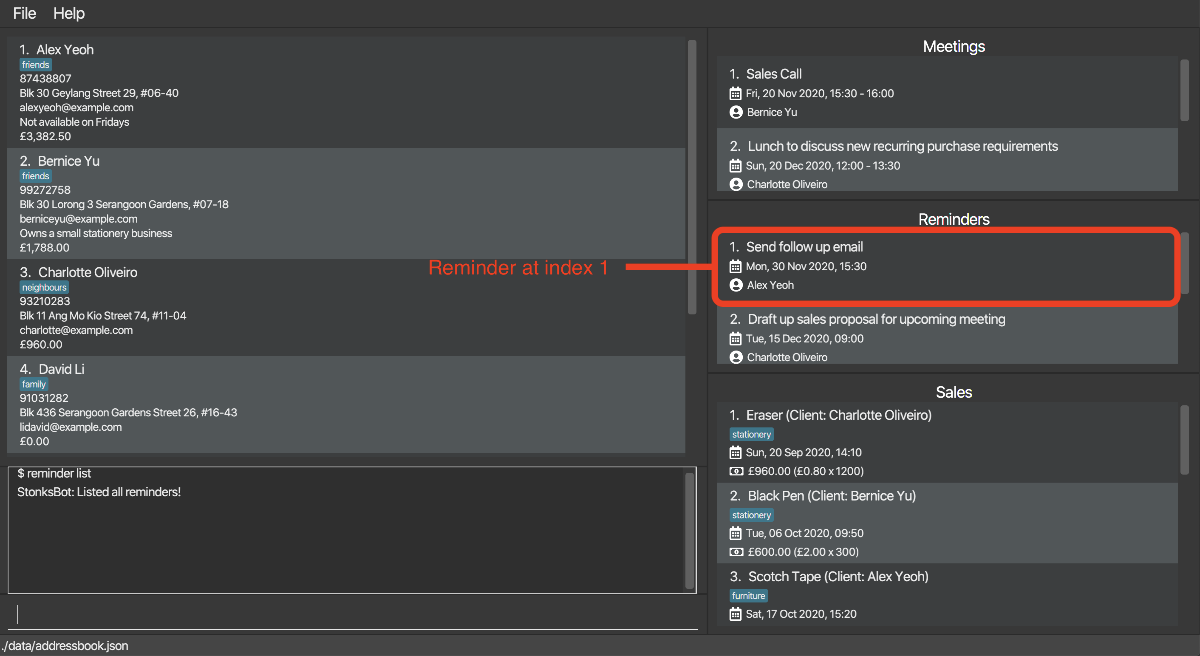 File Help
1. Alex Yeoh
friends
87438807
Blk 30 Geylang Street 29, #06-40
alexyeoh@example.com
Not available on Fridays
£3,382.50
2. Bernice Yu
friends
99272758
Blk 30 Lorong 3 Serangoon Gardens, #07-18
berniceyu@example.com
Owns a small stationery business
£1,788.00
3. Charlotte Oliveiro
neighbours
93210283
Blk 11 Ang Mo Kio Street 74, #11-04
charlotte@example.com
£960.00
4. David Li
family
91031282
Blk 436 Serangoon Gardens Street 26, #16-43
lidavid@example.com
£0.00
$ reminder list
StonksBot: Listed all reminders!
./data/addressbook.json
Reminder at index 1
Meetings
1. Sales Call
Fri, 20 Nov 2020, 15:30 - 16:00
Bernice Yu
2. Lunch to discuss new recurring purchase requirements
Sun, 20 Dec 2020, 12:00 - 13:30
Charlotte Oliveiro
Reminders
1. Send follow up email
Mon, 30 Nov 2020, 15:30
Alex Yeoh
2. Draft up sales proposal for upcoming meeting
Tue, 15 Dec 2020, 09:00
Charlotte Oliveiro
Sales
1. Eraser (Client: Charlotte Oliveiro)
stationery
Sun, 20 Sep 2020, 14:10
£960.00 (£0.80 x 1200)
2. Black Pen (Client: Bernice Yu)
stationery
Tue, 06 Oct 2020, 09:50
£600.00 (£2.00 x 300)
3. Scotch Tape (Client: Alex Yeoh)
furniture
Sat, 17 Oct 2020, 15:20